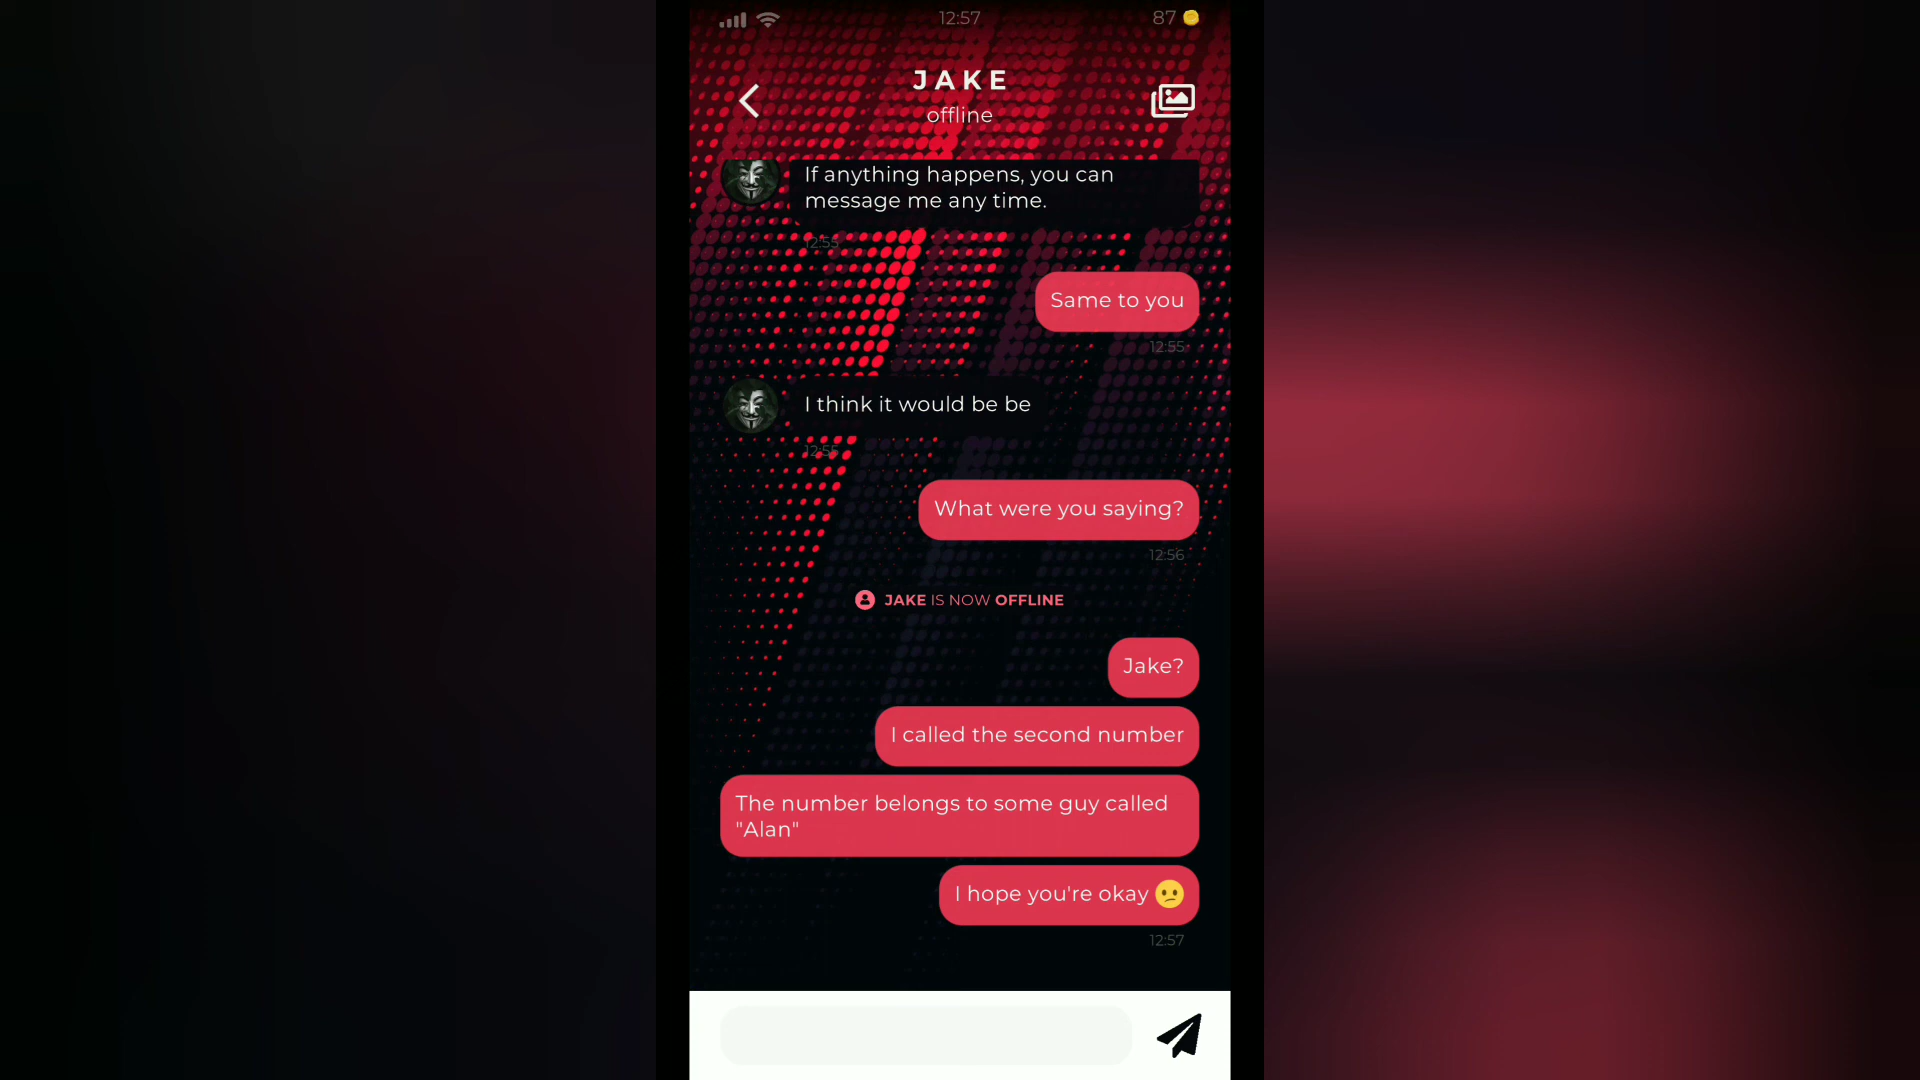 12:57
87
JAKE
offline
If anything happens, you can
message me any time.
12:55
Same to you
12:55
I think it would be be
12:55
What were you saying?
12:56
JAKE IS NOW OFFLINE
Jake?
I called the second number
The number belongs to some guy called
"Alan"
I hope you're okay 😕
12:57